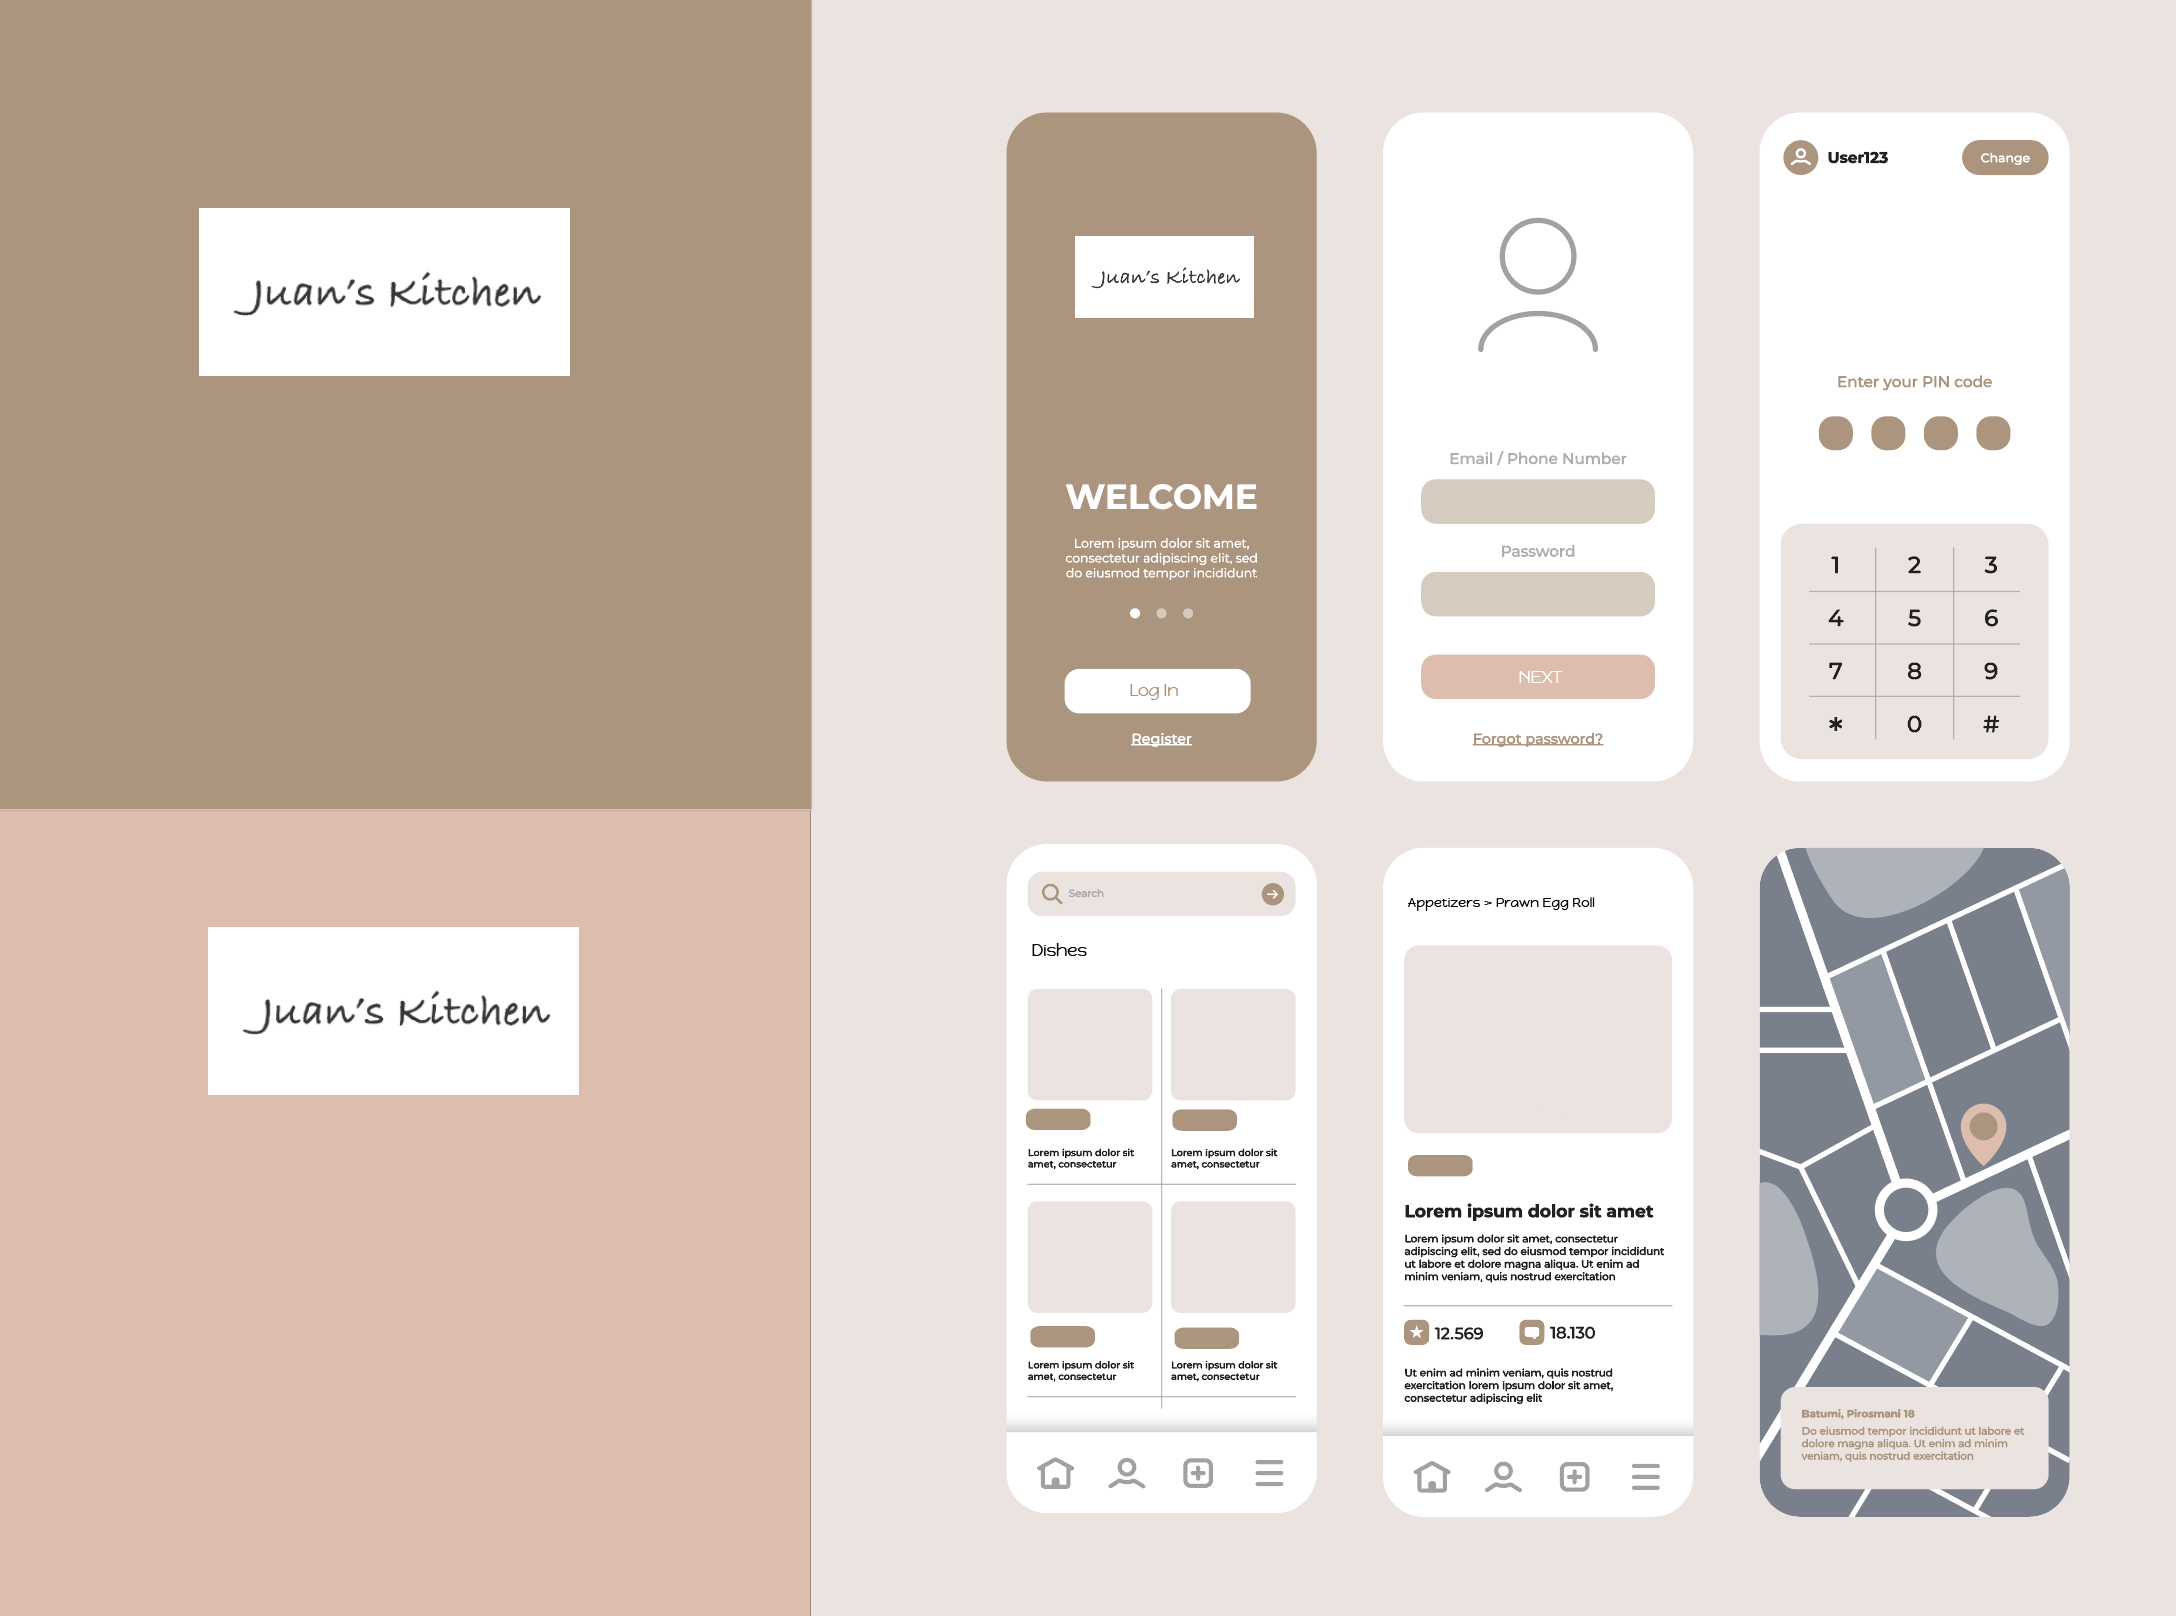 Juan's Kitchen
Juan's Kitchen
Juan's Kitchen
WELCOME
Lorem ipsum dolor sit amet,
consectetur adipiscing elit, sed
do eiusmod tempor incididunt
Log In
Register
Email / Phone Number
Password
NEXT
Forgot password?
User123
Change
Enter your PIN code
1 2 3
4 5 6
7 8 9
* 0 #
Search
Dishes
Lorem ipsum dolor sit
amet, consectetur
Lorem ipsum dolor sit
amet, consectetur
Lorem ipsum dolor sit
amet, consectetur
Lorem ipsum dolor sit
amet, consectetur
Appetizers > Prawn Egg Roll
Lorem ipsum dolor sit amet
Lorem ipsum dolor sit amet, consectetur
adipiscing elit, sed do eiusmod tempor incididunt
ut labore et dolore magna aliqua. Ut enim ad
minim veniam, quis nostrud exercitation
12.569 18.130
Ut enim ad minim veniam, quis nostrud
exercitation lorem ipsum dolor sit amet,
consectetur adipiscing elit
Batumi, Pirosmani 18
Do eiusmod tempor incididunt ut labore et
dolore magna aliqua. Ut enim ad minim
veniam, quis nostrud exercitation